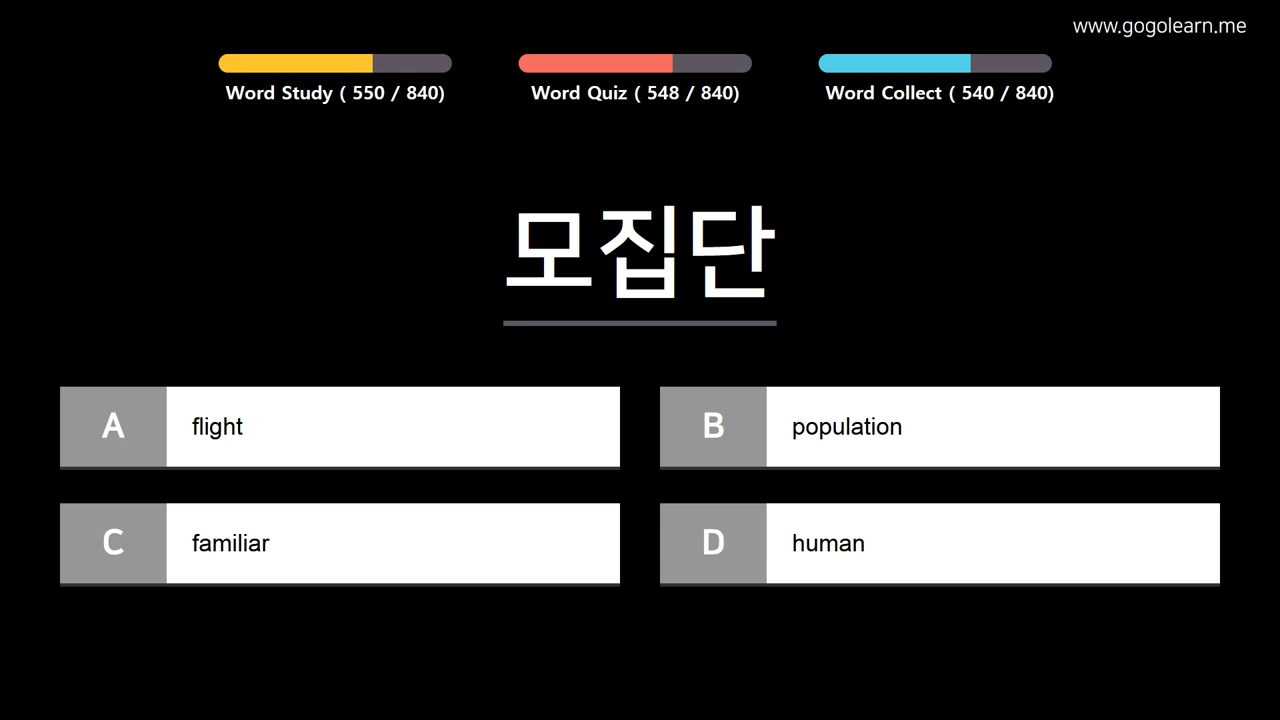 www.gogolearn.me
Word Study ( 550 / 840)
Word Quiz ( 548 / 840)
Word Collect ( 540 / 840)
모집단
A flight
B population
C familiar
D human